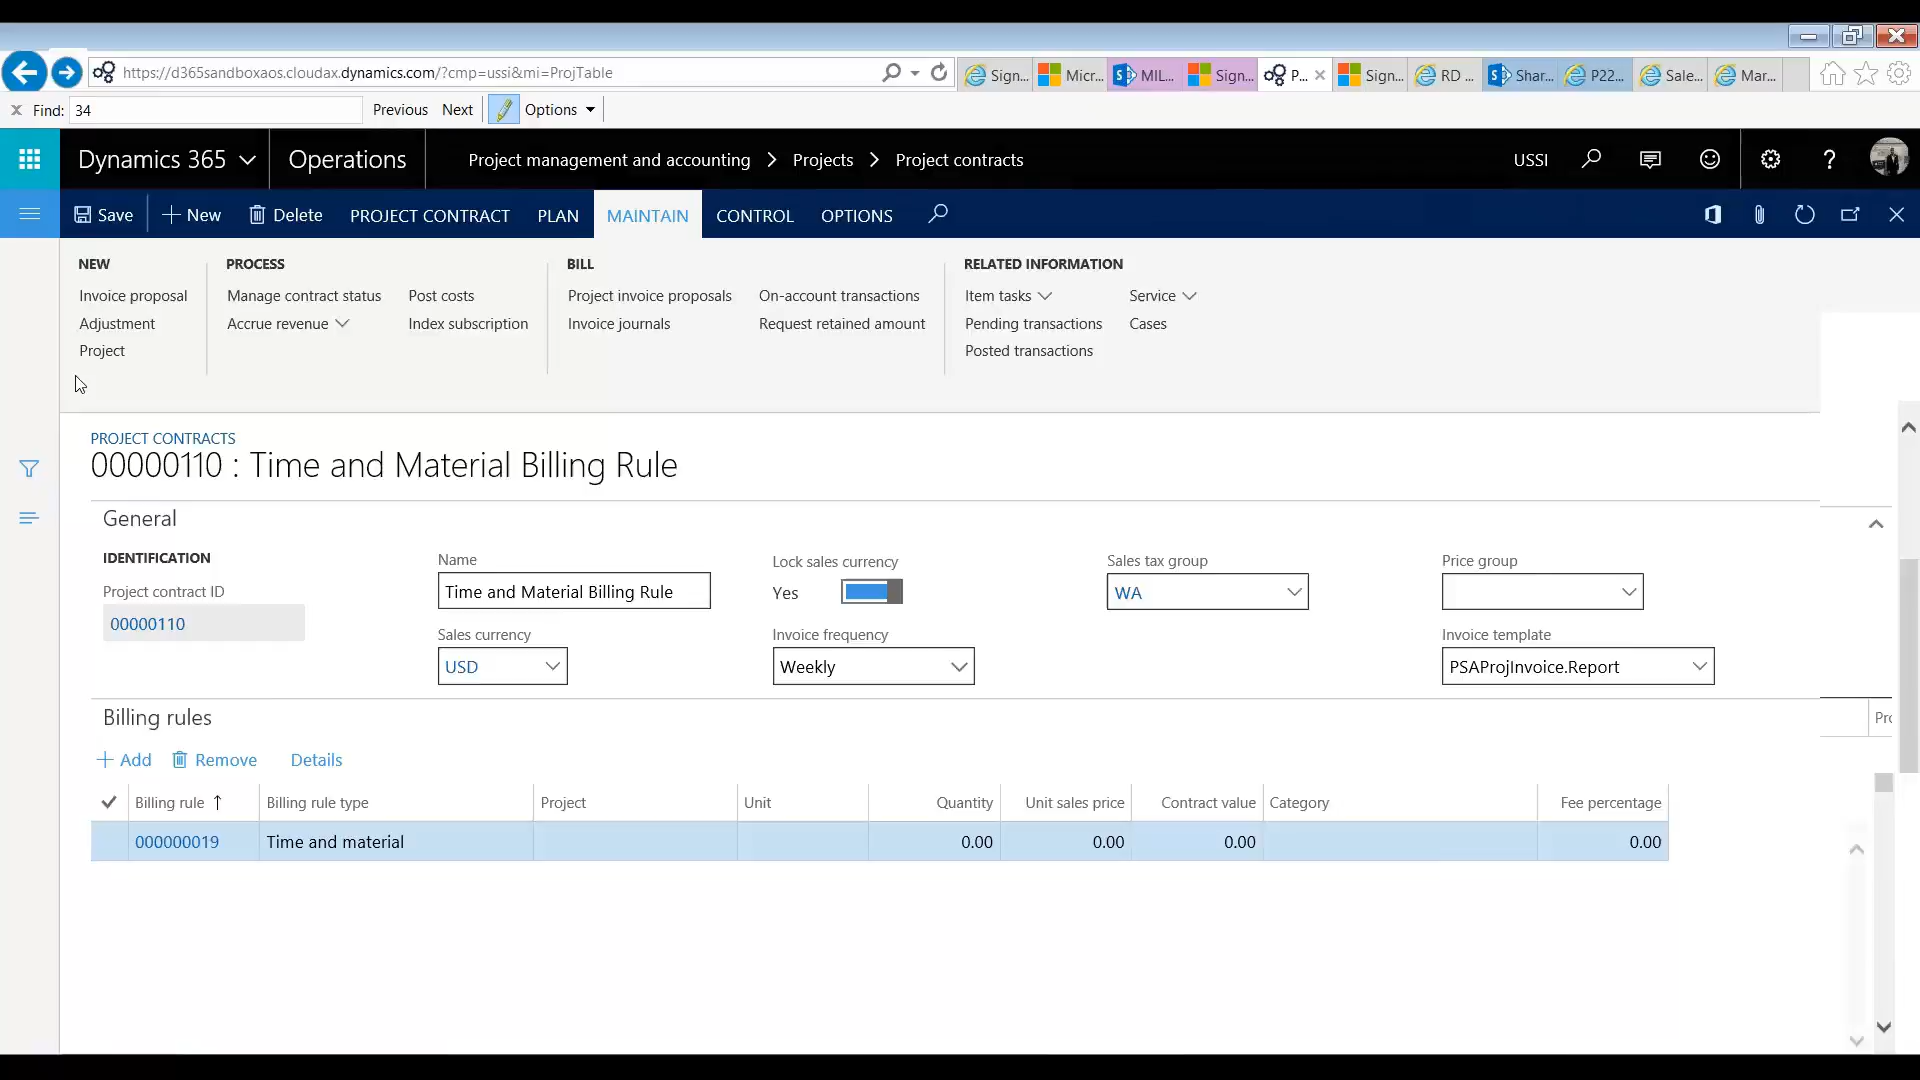 https://d365sandboxaos.cloudax.dynamics.com/?cmp=ussi&mi=ProjTable
Sign... Micr... MIL... Sign... P... Sign... RD ... Shar... P22... Sale... Mar...
x Find: 34 Previous Next Options
Dynamics 365 Operations Project management and accounting > Projects > Project contracts USSI ?
Save + New Delete PROJECT CONTRACT PLAN MAINTAIN CONTROL OPTIONS
NEW PROCESS BILL RELATED INFORMATION
Invoice proposal Manage contract status Post costs Project invoice proposals On-account transactions Item tasks Service
Adjustment Accrue revenue Index subscription Invoice journals Request retained amount Pending transactions Cases
Project Posted transactions
PROJECT CONTRACTS
00000110 : Time and Material Billing Rule
General
IDENTIFICATION Name Lock sales currency Sales tax group Price group
Project contract ID Time and Material Billing Rule Yes WA
00000110
Sales currency Invoice frequency Invoice template
USD Weekly PSAProjInvoice.Report
Billing rules
+ Add Remove Details
Billing rule ↑ Billing rule type Project Unit Quantity Unit sales price Contract value Category Fee percentage
000000019 Time and material 0.00 0.00 0.00 0.00